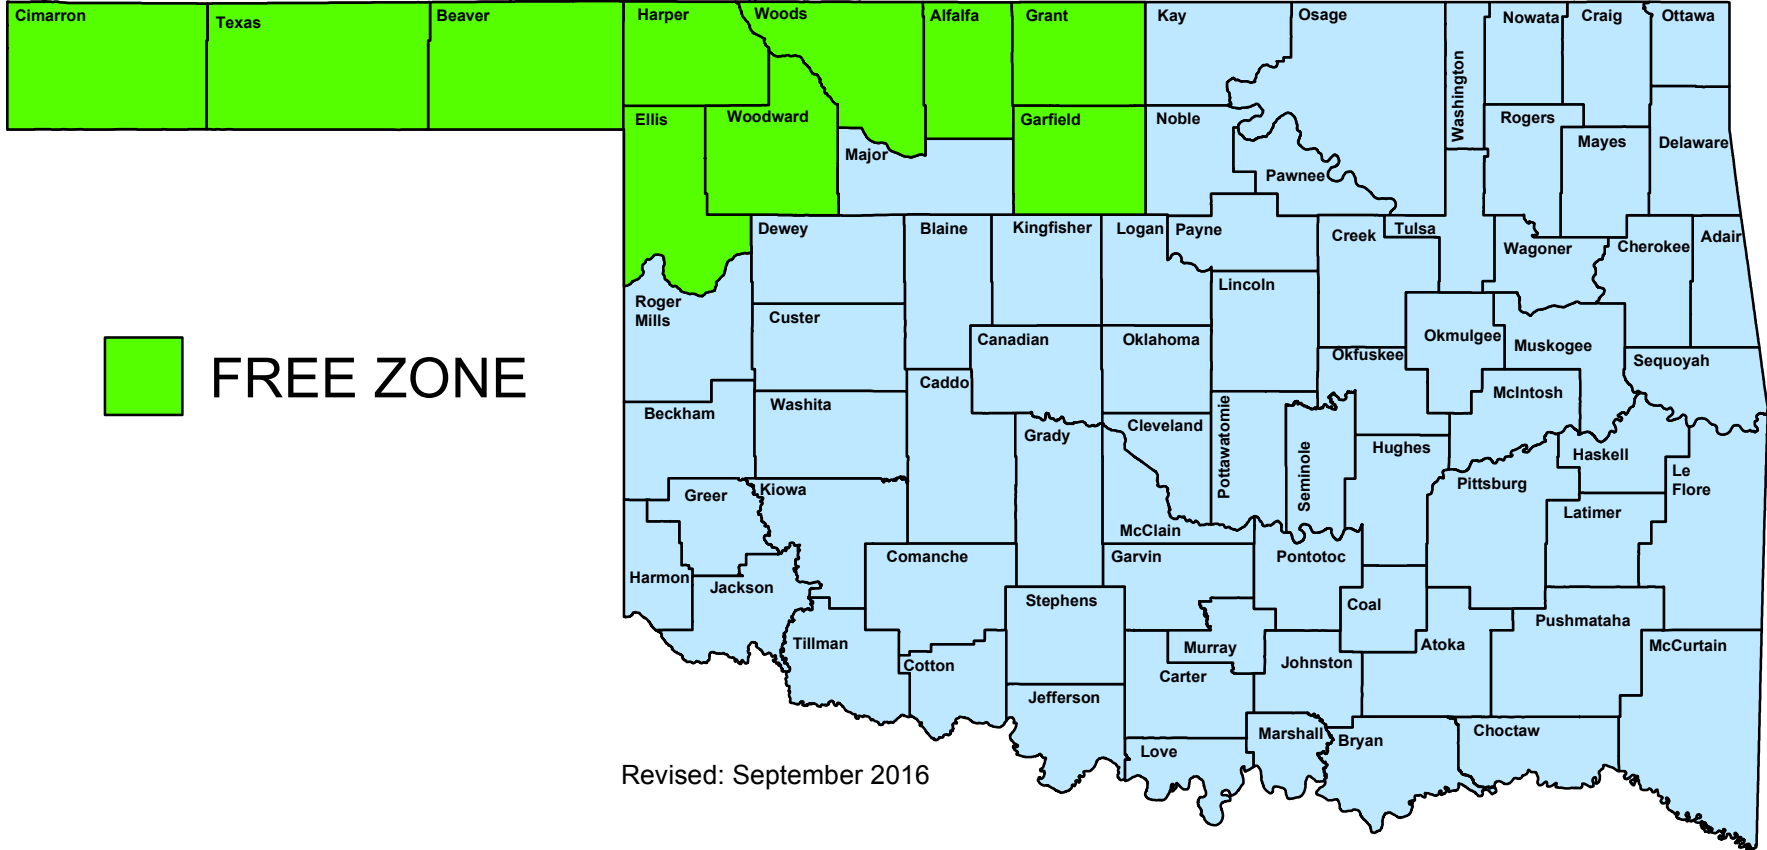 Cimarron
Texas
Beaver
Harper
Woods
Alfalfa
Grant
Kay
Osage
Washington
Nowata
Craig
Ottawa
Ellis
Woodward
Major
Garfield
Noble
Pawnee
Rogers
Mayes
Delaware
Dewey
Blaine
Kingfisher
Logan
Payne
Creek
Tulsa
Wagoner
Cherokee
Adair
Roger
Mills
Custer
Canadian
Oklahoma
Lincoln
Okfuskee
Okmulgee
Muskogee
Sequoyah
FREE ZONE
Beckham
Washita
Caddo
Grady
Cleveland
Pottawatomie
Seminole
Hughes
McIntosh
Haskell
Le
Flore
Greer
Kiowa
McClain
Pittsburg
Latimer
Harmon
Jackson
Comanche
Garvin
Pontotoc
Stephens
Coal
Pushmataha
Tillman
Cotton
Murray
Johnston
Atoka
McCurtain
Carter
Jefferson
Love
Marshall
Bryan
Choctaw
Revised: September 2016